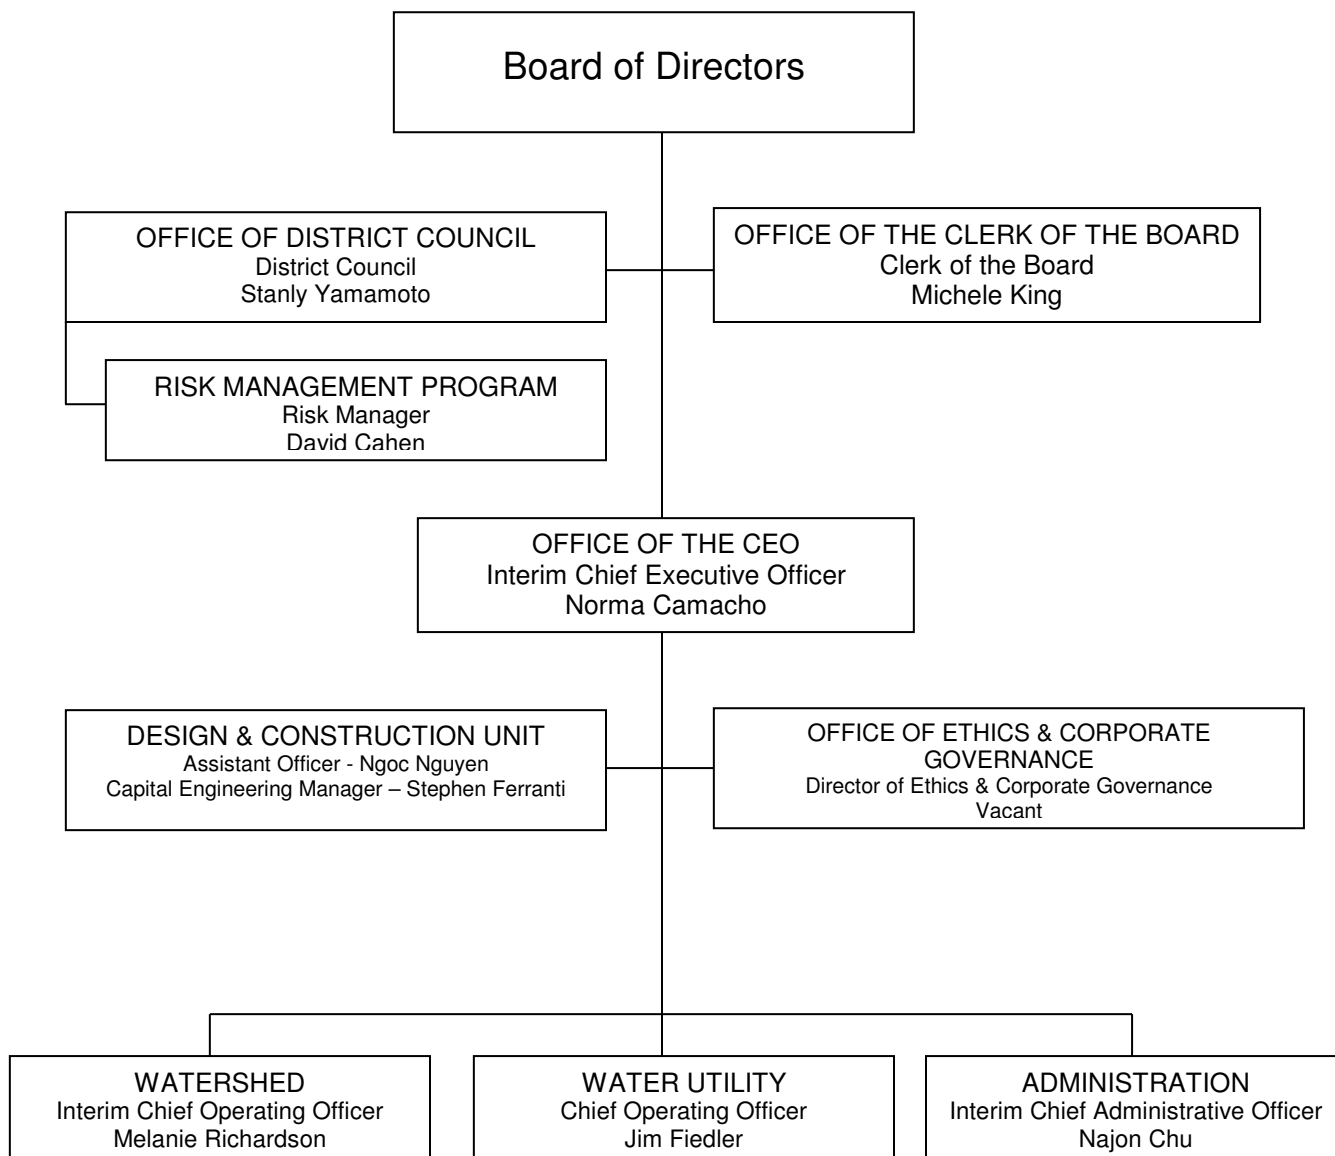 Board of Directors
OFFICE OF DISTRICT COUNCIL
District Council
Stanly Yamamoto
OFFICE OF THE CLERK OF THE BOARD
Clerk of the Board
Michele King
RISK MANAGEMENT PROGRAM
Risk Manager
David Cahen
OFFICE OF THE CEO
Interim Chief Executive Officer
Norma Camacho
DESIGN & CONSTRUCTION UNIT
Assistant Officer - Ngoc Nguyen
Capital Engineering Manager – Stephen Ferranti
OFFICE OF ETHICS & CORPORATE
GOVERNANCE
Director of Ethics & Corporate Governance
Vacant
WATERSHED
Interim Chief Operating Officer
Melanie Richardson
WATER UTILITY
Chief Operating Officer
Jim Fiedler
ADMINISTRATION
Interim Chief Administrative Officer
Najon Chu